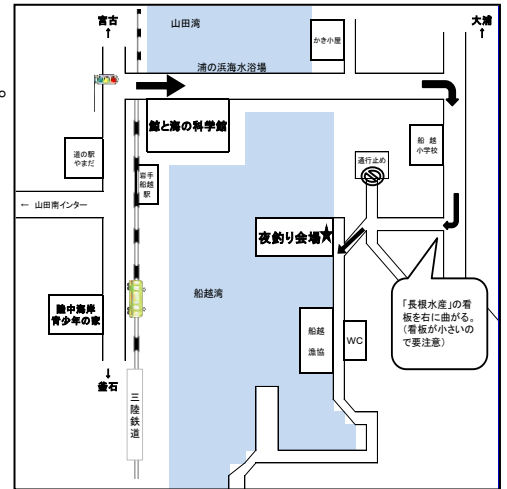 宮古
↑
山田湾
かき小屋
大浦
↑
浦の浜海水浴場
鯨と海の科学館
道の駅
やまだ
船 越
小学校
通行止め
岩手
船越
駅
← 山田南インター
夜釣り会場★
船越湾
陸中海岸
青少年の家
「長根水産」の看
板を右に曲がる。
(看板が小さいの
で要注意)
船越
漁協
WC
↓
釜石
三陸鉄道